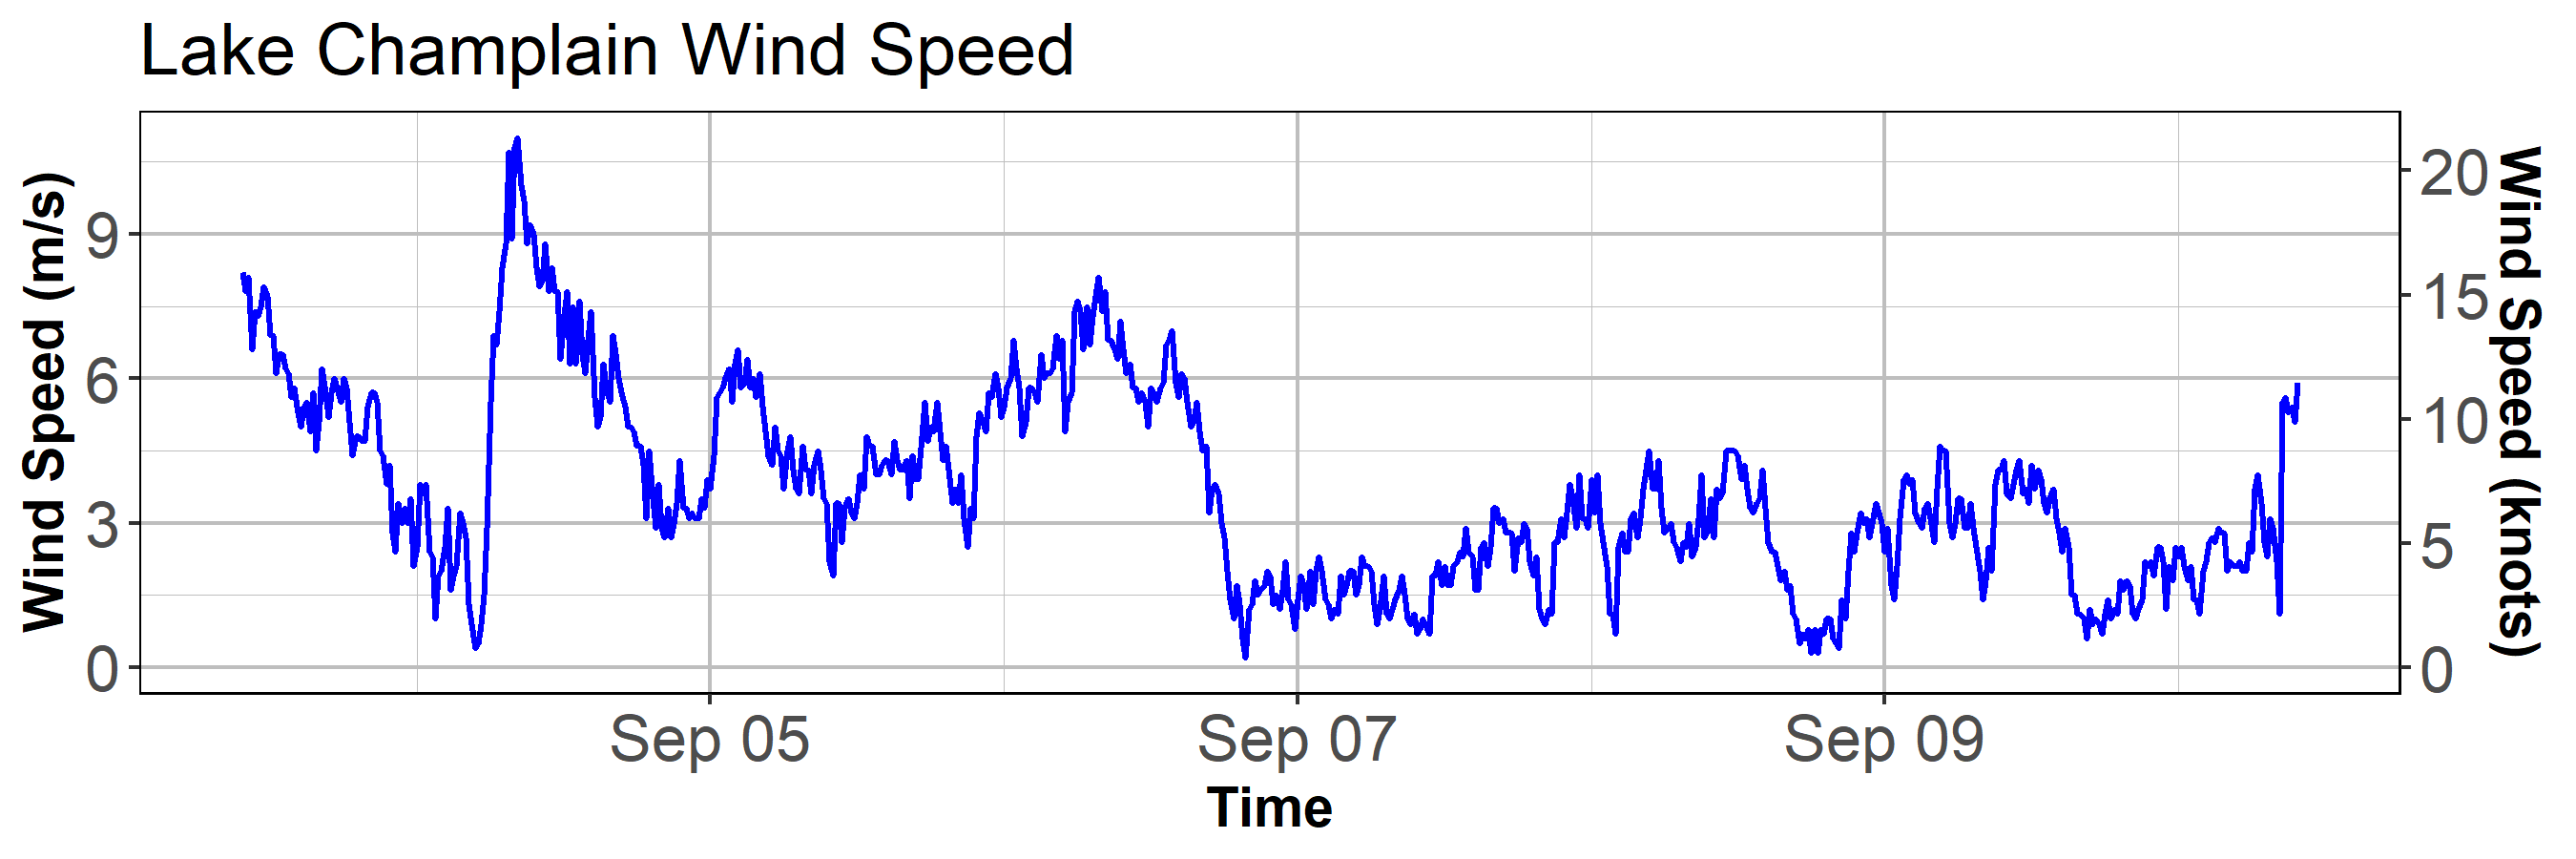 Lake Champlain Wind Speed
Wind Speed (m/s)
9
6
3
0
20
15
10
5
0
Wind Speed (knots)
Sep 05 Sep 07 Sep 09
Time